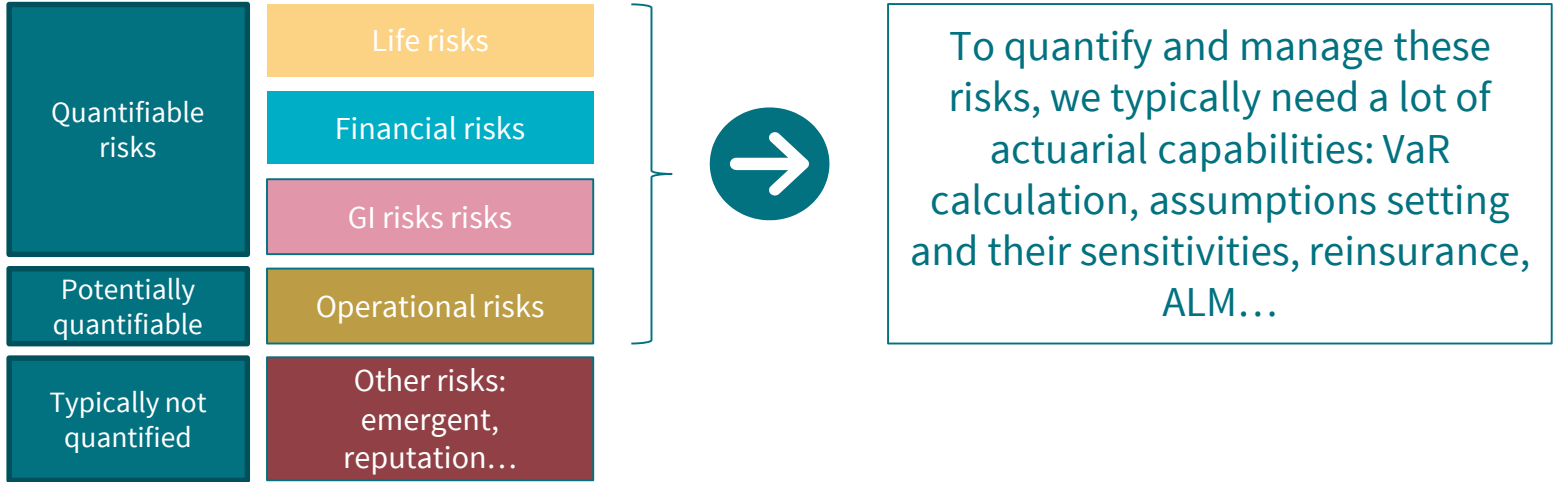 Quantifiable
risks
Life risks
Financial risks
GI risks risks
Potentially
quantifiable
Operational risks
Typically not
quantified
Other risks:
emergent,
reputation…
To quantify and manage these
risks, we typically need a lot of
actuarial capabilities: VaR
calculation, assumptions setting
and their sensitivities, reinsurance,
ALM…